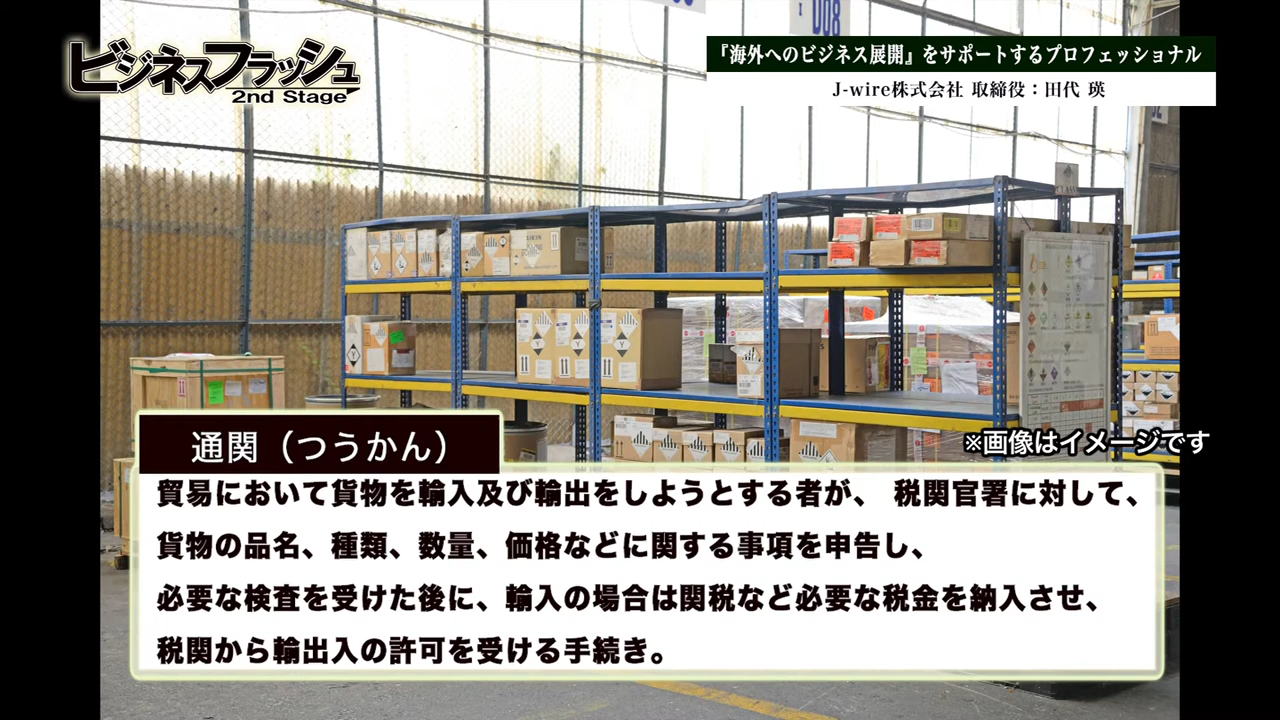 ビジネスフラッシュ
2nd Stage
『海外へのビジネス展開』をサポートするプロフェッショナル
J-wire株式会社 取締役：田代 瑛
D08
※画像はイメージです
通関（つうかん）
貿易において貨物を輸入及び輸出をしようとする者が、 税関官署に対して、
貨物の品名、種類、数量、価格などに関する事項を申告し、
必要な検査を受けた後に、輸入の場合は関税など必要な税金を納入させ、
税関から輸出入の許可を受ける手続き。